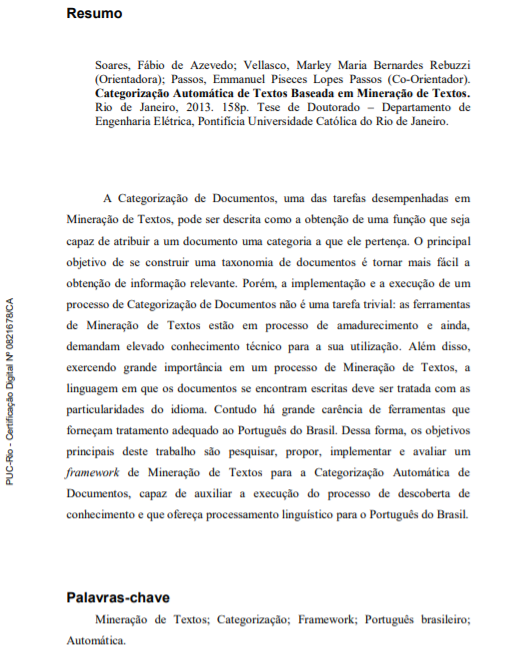 Resumo
Soares, Fábio de Azevedo; Vellasco, Marley Maria Bernardes Rebuzzi
(Orientadora); Passos, Emmanuel Piseces Lopes Passos (Co-Orientador).
Categorização Automática de Textos Baseada em Mineração de Textos.
Rio de Janeiro, 2013. 158p. Tese de Doutorado – Departamento de
Engenharia Elétrica, Pontifícia Universidade Católica do Rio de Janeiro.
A Categorização de Documentos, uma das tarefas desempenhadas em
Mineração de Textos, pode ser descrita como a obtenção de uma função que seja
capaz de atribuir a um documento uma categoria a que ele pertença. O principal
objetivo de se construir uma taxonomia de documentos é tornar mais fácil a
obtenção de informação relevante. Porém, a implementação e a execução de um
processo de Categorização de Documentos não é uma tarefa trivial: as ferramentas
de Mineração de Textos estão em processo de amadurecimento e ainda,
demandam elevado conhecimento técnico para a sua utilização. Além disso,
exercendo grande importância em um processo de Mineração de Textos, a
linguagem em que os documentos se encontram escritas deve ser tratada com as
particularidades do idioma. Contudo há grande carência de ferramentas que
forneçam tratamento adequado ao Português do Brasil. Dessa forma, os objetivos
principais deste trabalho são pesquisar, propor, implementar e avaliar um
framework de Mineração de Textos para a Categorização Automática de
Documentos, capaz de auxiliar a execução do processo de descoberta de
conhecimento e que ofereça processamento linguístico para o Português do Brasil.
Palavras-chave
Mineração de Textos; Categorização; Framework; Português brasileiro;
Automática.
PUC-Rio - Certificação Digital Nº 0821678/CA